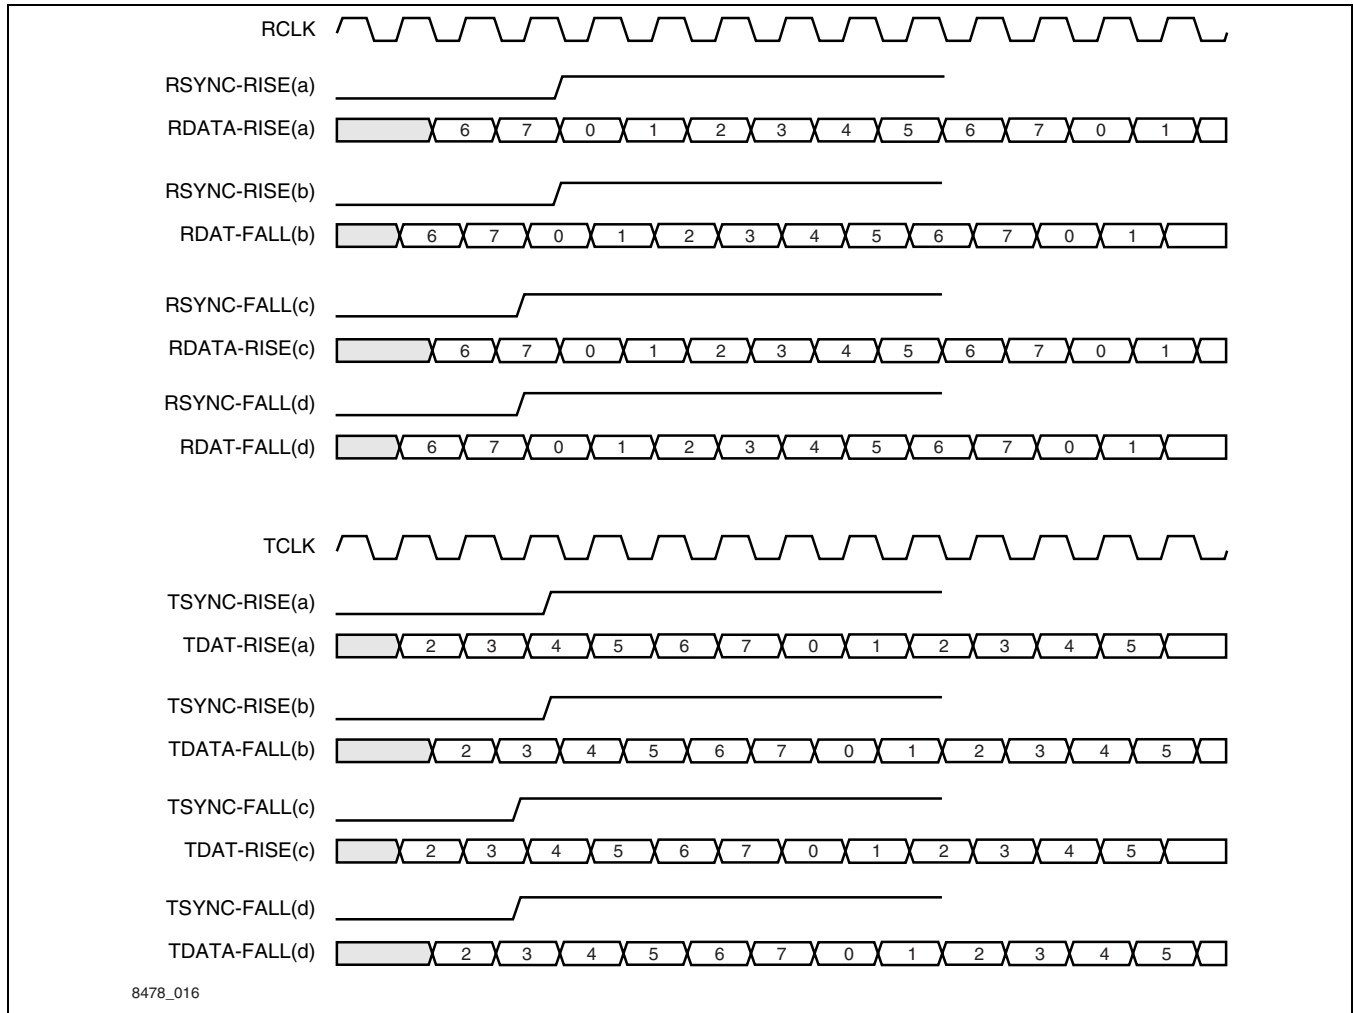 RCLK
RSYNC-RISE(a)
RDATA-RISE(a) 6 7 0 1 2 3 4 5 6 7 0 1
RSYNC-RISE(b)
RDAT-FALL(b) 6 7 0 1 2 3 4 5 6 7 0 1
RSYNC-FALL(c)
RDATA-RISE(c) 6 7 0 1 2 3 4 5 6 7 0 1
RSYNC-FALL(d)
RDAT-FALL(d) 6 7 0 1 2 3 4 5 6 7 0 1
TCLK
TSYNC-RISE(a)
TDAT-RISE(a) 2 3 4 5 6 7 0 1 2 3 4 5
TSYNC-RISE(b)
TDATA-FALL(b) 2 3 4 5 6 7 0 1 2 3 4 5
TSYNC-FALL(c)
TDAT-RISE(c) 2 3 4 5 6 7 0 1 2 3 4 5
TSYNC-FALL(d)
TDATA-FALL(d) 2 3 4 5 6 7 0 1 2 3 4 5
8478_016